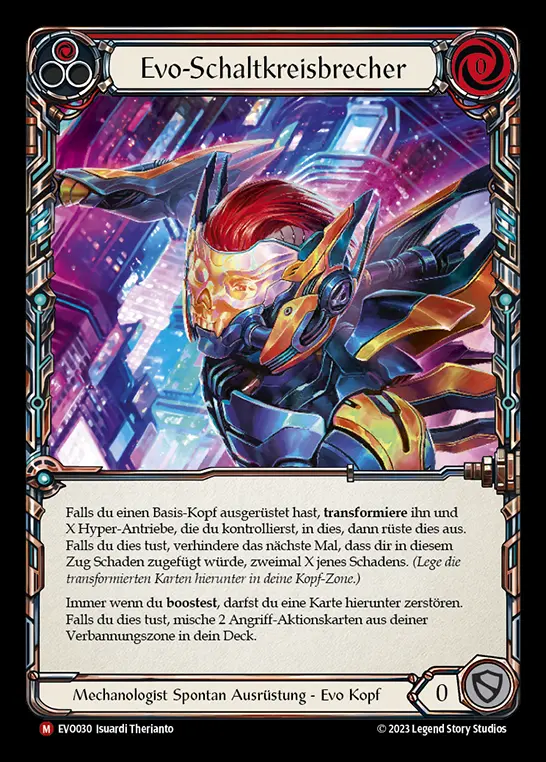 Evo-Schaltkreisbrecher
0
Falls du einen Basis-Kopf ausgerüstet hast, transformiere ihn und
X Hyper-Antriebe, die du kontrollierst, in dies, dann rüste dies aus.
Falls du dies tust, verhindere das nächste Mal, dass dir in diesem
Zug Schaden zugefügt würde, zweimal X jenes Schadens. (Lege die
transformierten Karten hierunter in deine Kopf-Zone.)
Immer wenn du boostest, darfst du eine Karte hierunter zerstören.
Falls du dies tust, mische 2 Angriff-Aktionskarten aus deiner
Verbannungszone in dein Deck.
Mechanologist Spontan Ausrüstung - Evo Kopf
0
M EVO030 Isuardi Therianto
© 2023 Legend Story Studios